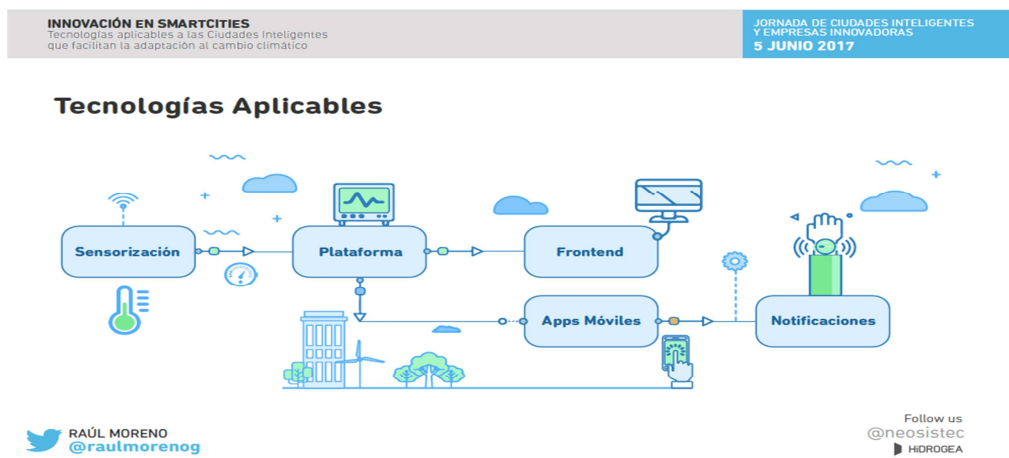 INNOVACIÓN EN SMARTCITIES
Tecnologías aplicables a las Ciudades Inteligentes
que facilitan la adaptación al cambio climático
JORNADA DE CIUDADES INTELIGENTES
Y EMPRESAS INNOVADORAS
5 JUNIO 2017
Tecnologías Aplicables
Sensorización
Plataforma
Frontend
Apps Móviles
Notificaciones
RAÚL MORENO
@raulmorenog
Follow us
@neosistec
HiDROGEA